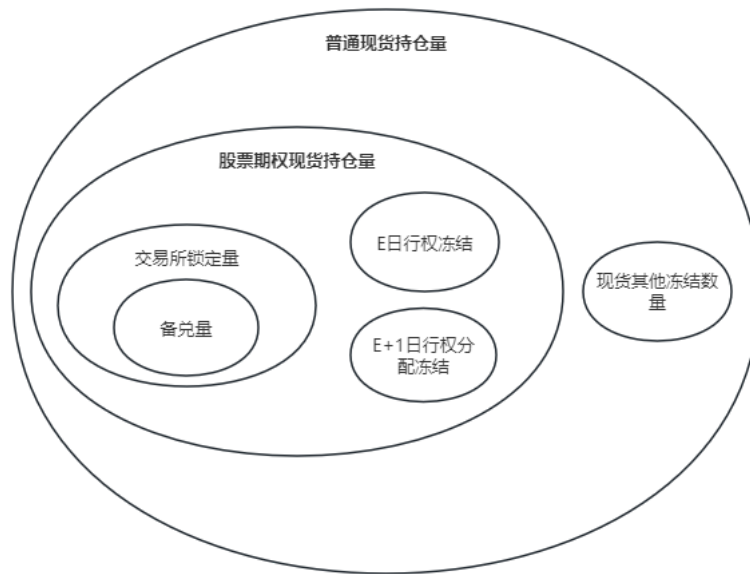 普通现货持仓量
股票期权现货持仓量
交易所锁定量
备兑量
E日行权冻结
E+1日行权分
配冻结
现货其他冻结数
量